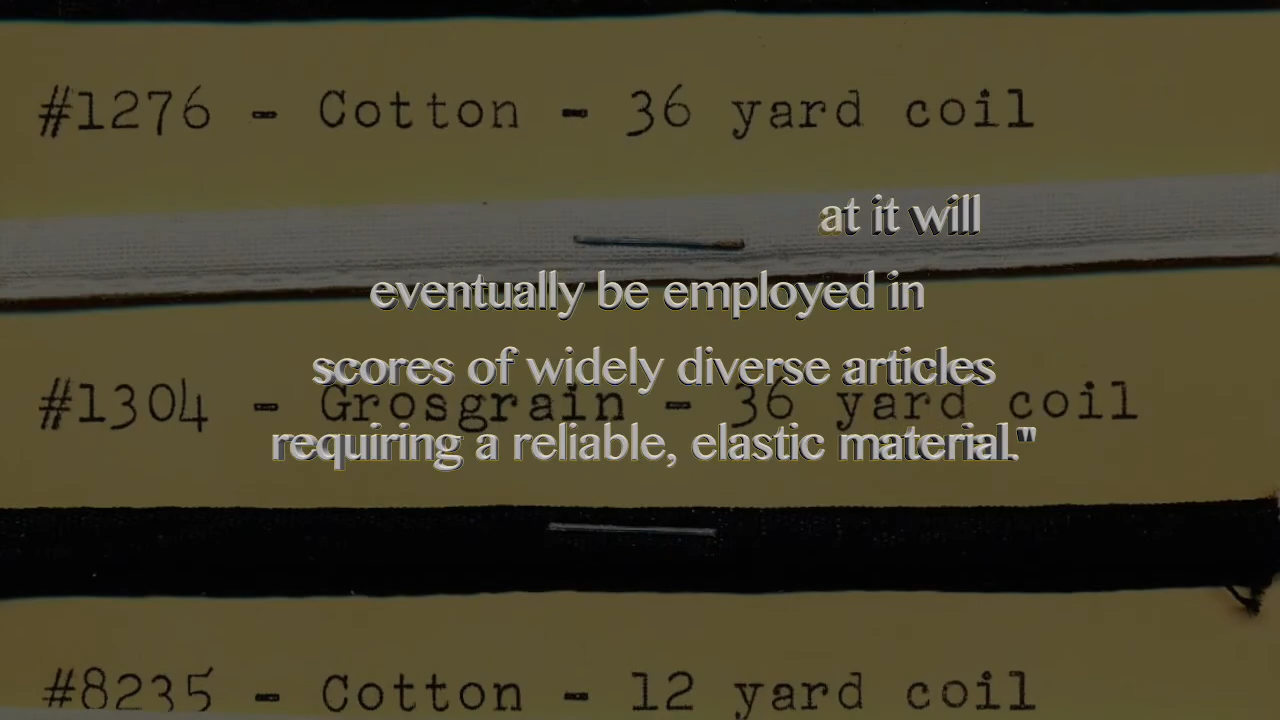 #1276 - Cotton - 36 yard coil
at it will
eventually be employed in
scores of widely diverse articles
#1304 - Grosgrain - 36 yard coil
requiring a reliable, elastic material."
#8235 - Cotton - 12 yard coil